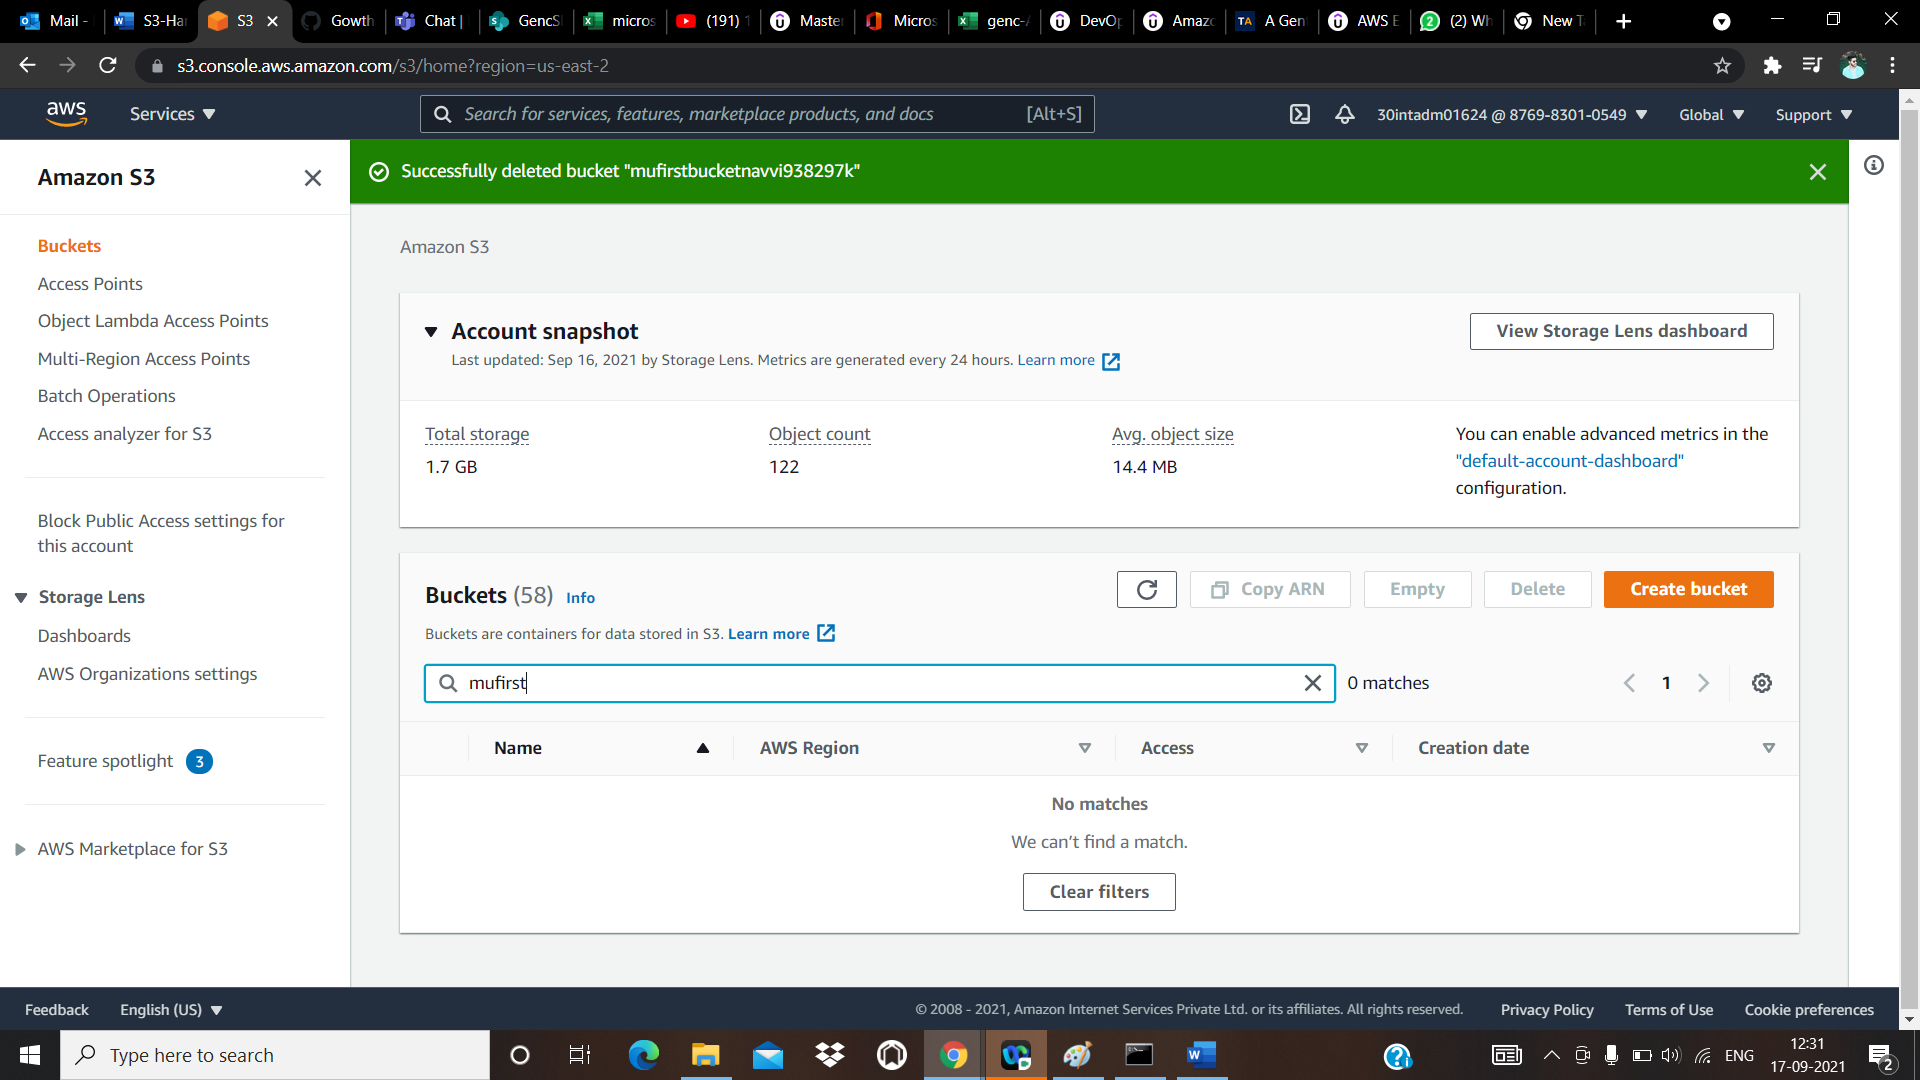 Mail -
S3-Har
S3
Gowth
Chat |
GencS
micros
(191) 1
Master
Micros
genc-A
DevOp
Amazo
TA A Gen
AWS E
(2) Wh
New T
s3.console.aws.amazon.com/s3/home?region=us-east-2
aws
Services
Search for services, features, marketplace products, and docs
[Alt+S]
30intadm01624 @ 8769-8301-0549
Global
Support
Amazon S3
Successfully deleted bucket "mufirstbucketnavvi938297k"
Buckets
Access Points
Object Lambda Access Points
Multi-Region Access Points
Batch Operations
Access analyzer for S3
Block Public Access settings for
this account
Storage Lens
Dashboards
AWS Organizations settings
Feature spotlight 3
AWS Marketplace for S3
Amazon S3
Account snapshot
View Storage Lens dashboard
Last updated: Sep 16, 2021 by Storage Lens. Metrics are generated every 24 hours. Learn more
Total storage
1.7 GB
Object count
122
Avg. object size
14.4 MB
You can enable advanced metrics in the
"default-account-dashboard"
configuration.
Buckets (58) Info
Copy ARN
Empty
Delete
Create bucket
Buckets are containers for data stored in S3. Learn more
mufirst
0 matches
1
Name
AWS Region
Access
Creation date
No matches
We can't find a match.
Clear filters
Feedback
English (US)
© 2008 - 2021, Amazon Internet Services Private Ltd. or its affiliates. All rights reserved.
Privacy Policy
Terms of Use
Cookie preferences
Type here to search
ENG
12:31
17-09-2021
2